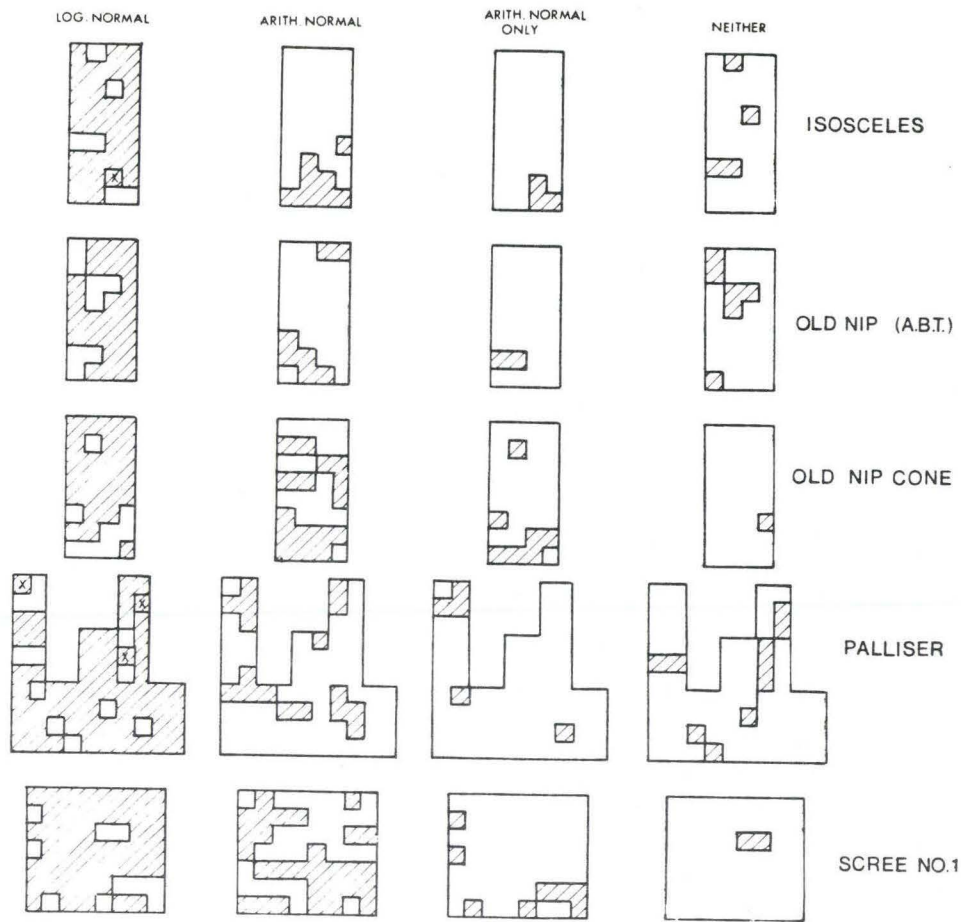 LOG. NORMAL
ARITH. NORMAL
ARITH. NORMAL
ONLY
NEITHER
X
ISOSCELES
OLD NIP (A.B.T.)
OLD NIP CONE
X
X
X
PALLISER
SCREE NO.1